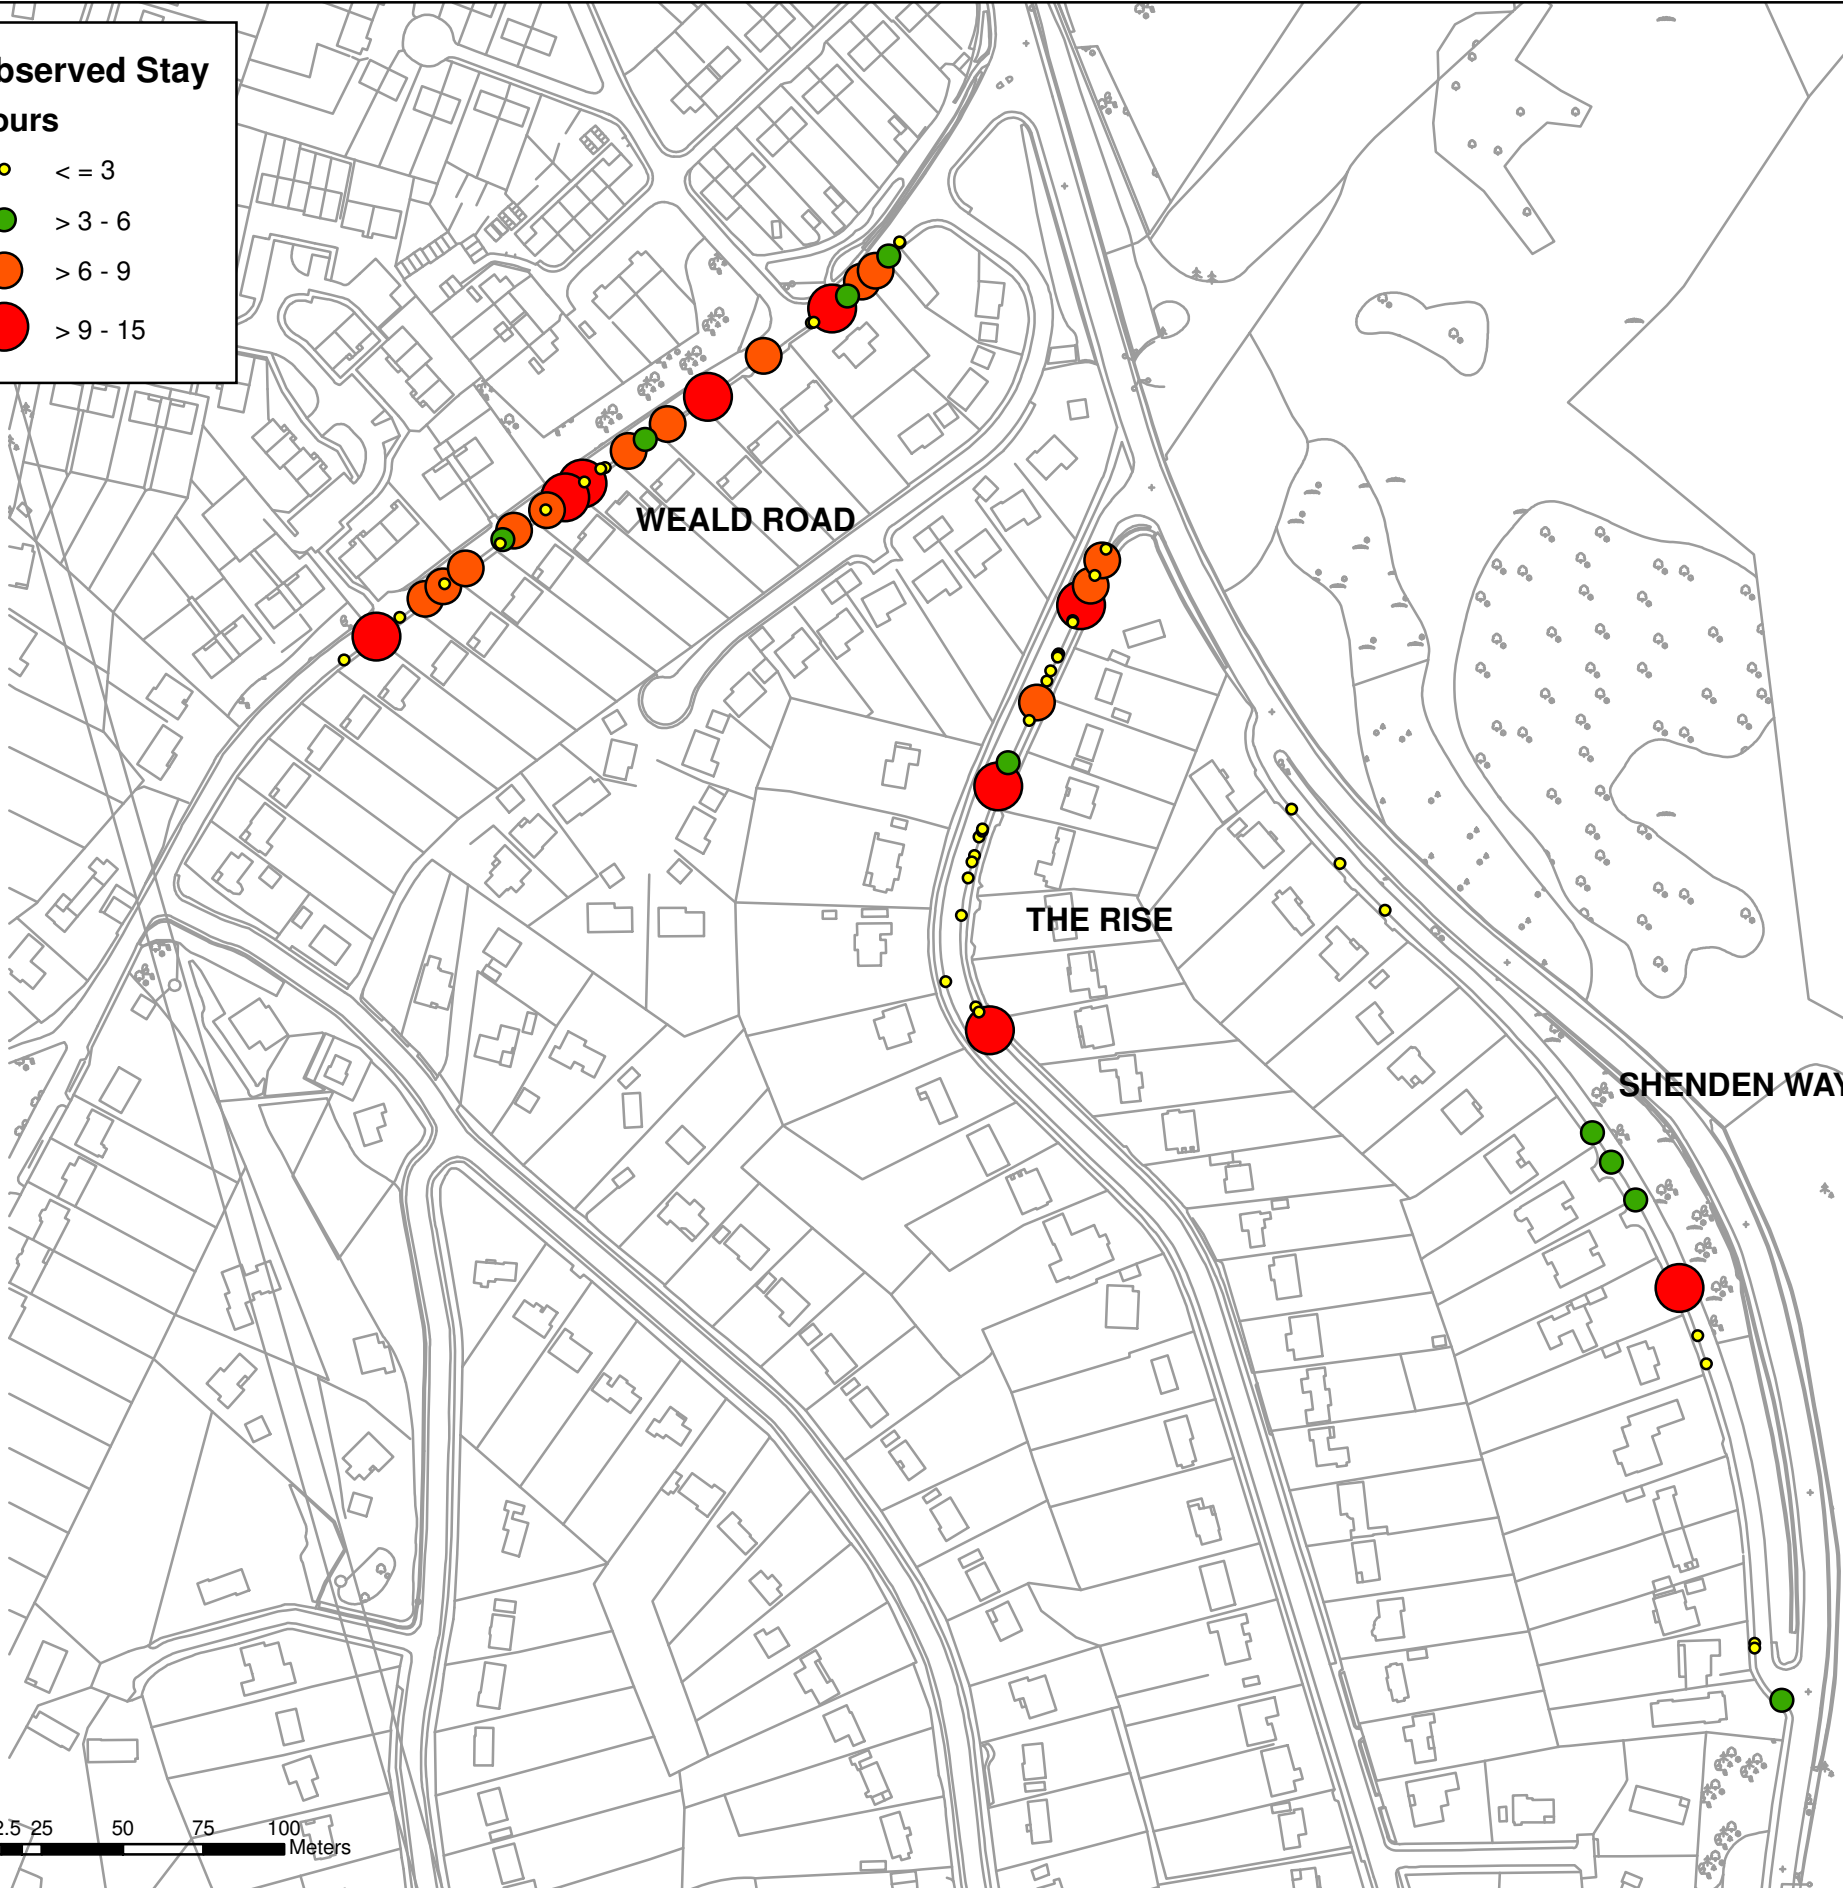 bserved Stay
ours
< = 3
> 3 - 6
> 6 - 9
> 9 - 15
WEALD ROAD
THE RISE
SHENDEN WAY
2.5 25 50 75 100
Meters